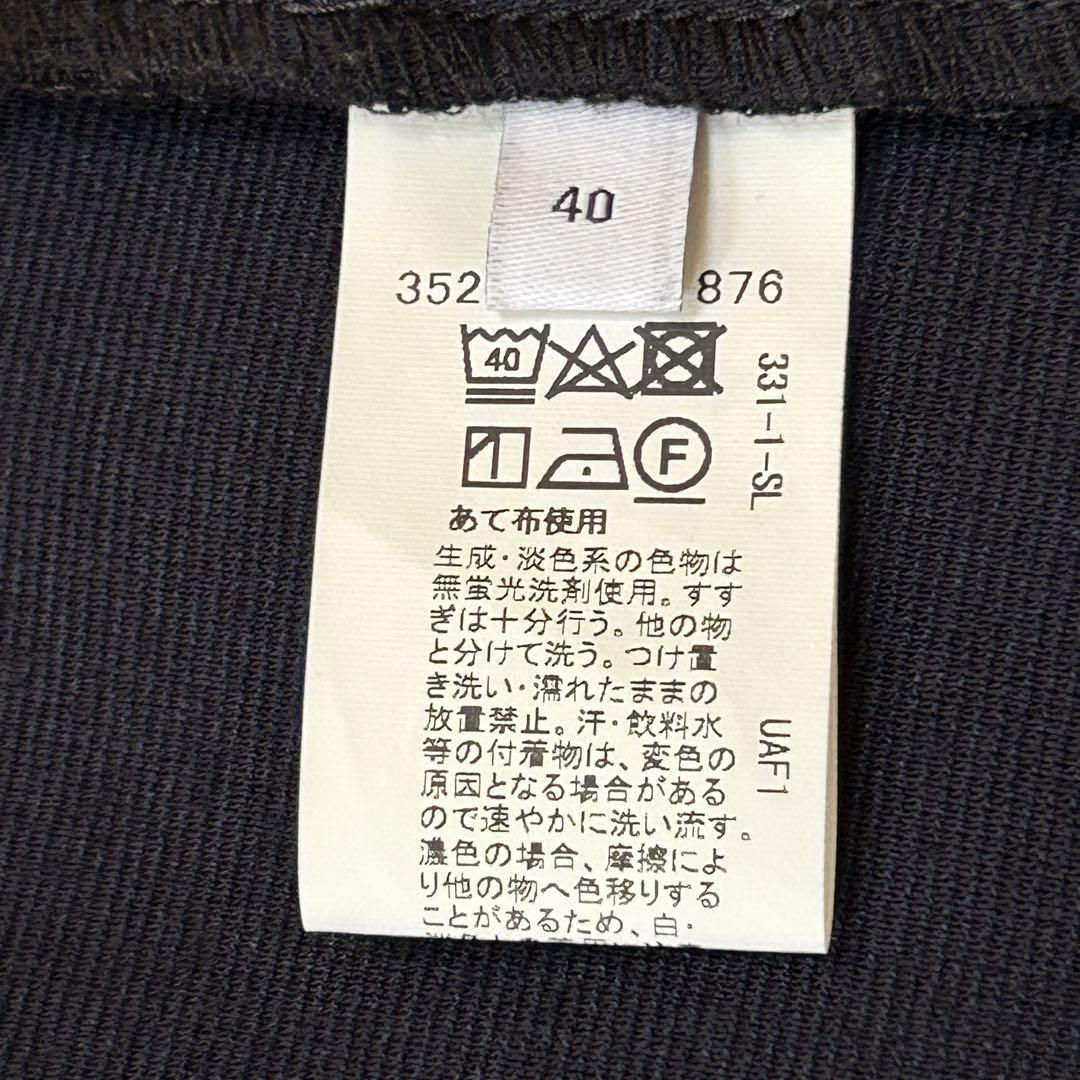 40
352 876
40
F
331-1-SL
あて布使用
生成・淡色系の色物は
無蛍光洗剤使用。すす
ぎは十分行う。他の物
と分けて洗う。つけ置
き洗い・濡れたままの
放置禁止。汗・飲料水
等の付着物は、変色の
原因となる場合がある
ので速やかに洗い流す。
濃色の場合、摩擦によ
り他の物へ色移りする
ことがあるため、白・
UAF1